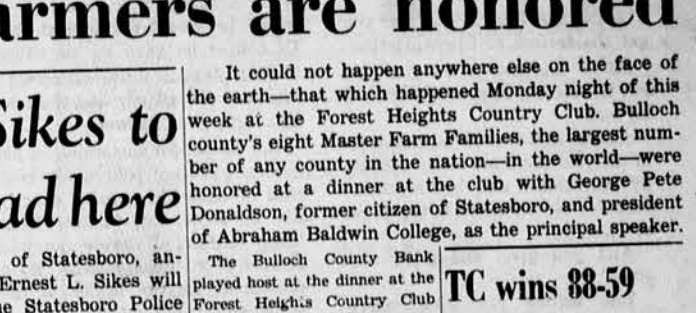 armers are honored
Sikes to
ad here
of Statesboro, an-
Ernest L. Sikes will
Statesboro Police
It could not happen anywhere else on the face of
the earth—that which happened Monday night of this
week at the Forest Heights Country Club. Bulloch
county's eight Master Farm Families, the largest num-
ber of any county in the nation—in the world—were
honored at a dinner at the club with George Pete
Donaldson, former citizen of Statesboro, and president
of Abraham Baldwin College, as the principal speaker.
The Bulloch County Bank
played host at the dinner at the
Forest Heights Country Club
TC wins 88-59